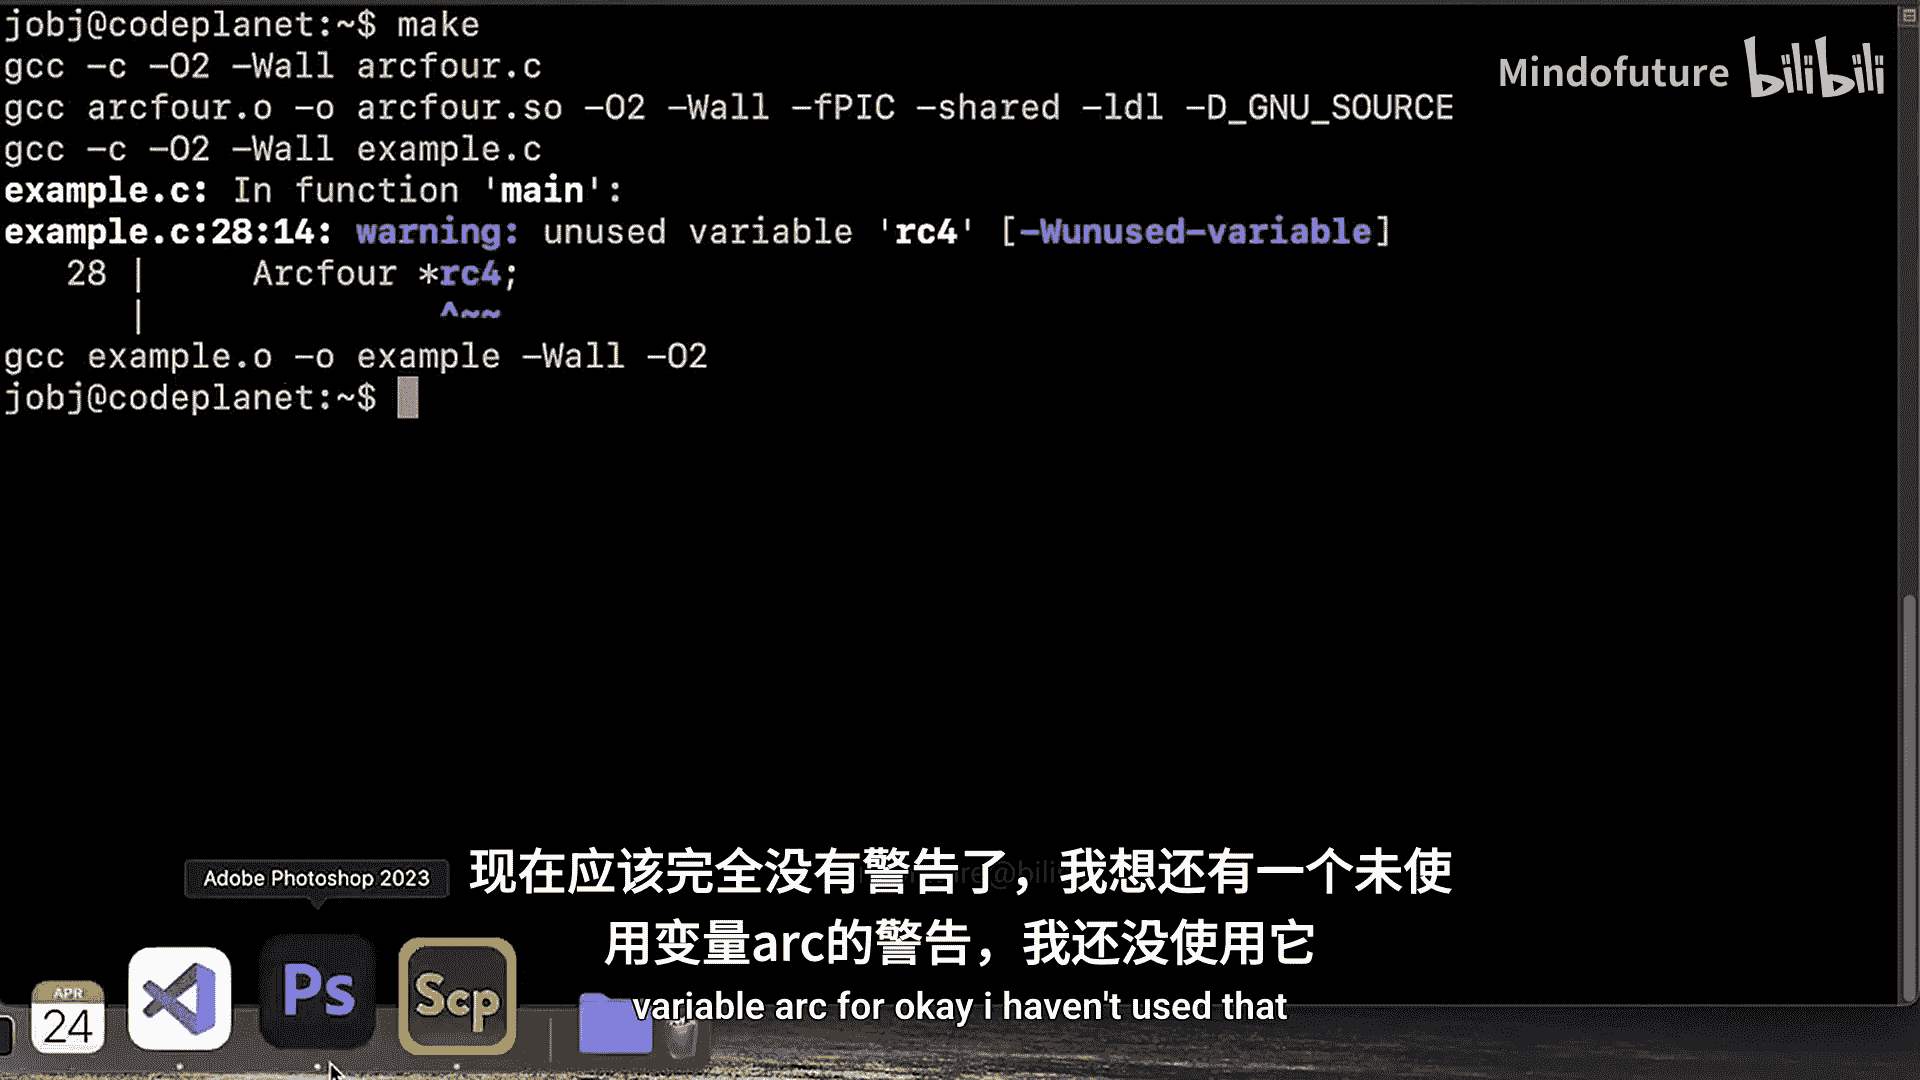 jobj@codeplanet:~$ make
gcc -c -O2 -Wall arcfour.c
gcc arcfour.o -o arcfour.so -O2 -Wall -fPIC -shared -ldl -D_GNU_SOURCE
gcc -c -O2 -Wall example.c
example.c: In function 'main':
example.c:28:14: warning: unused variable 'rc4' [-Wunused-variable]
28 | Arcfour *rc4;
| ^~~
gcc example.o -o example -Wall -O2
jobj@codeplanet:~$
Mindofuture bilibili
Adobe Photoshop 2023
现在应该完全没有警告了，我想还有一个未使
用变量arc的警告，我还没使用它
variable arc for okay i haven't used that
APR
24
Ps
Scp